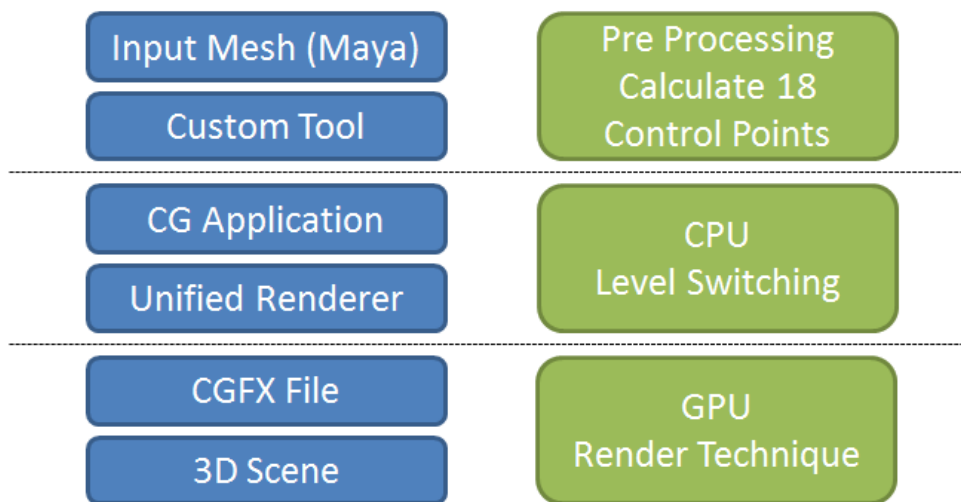 Input Mesh (Maya)
Custom Tool
Pre Processing
Calculate 18
Control Points
CG Application
Unified Renderer
CPU
Level Switching
CGFX File
3D Scene
GPU
Render Technique